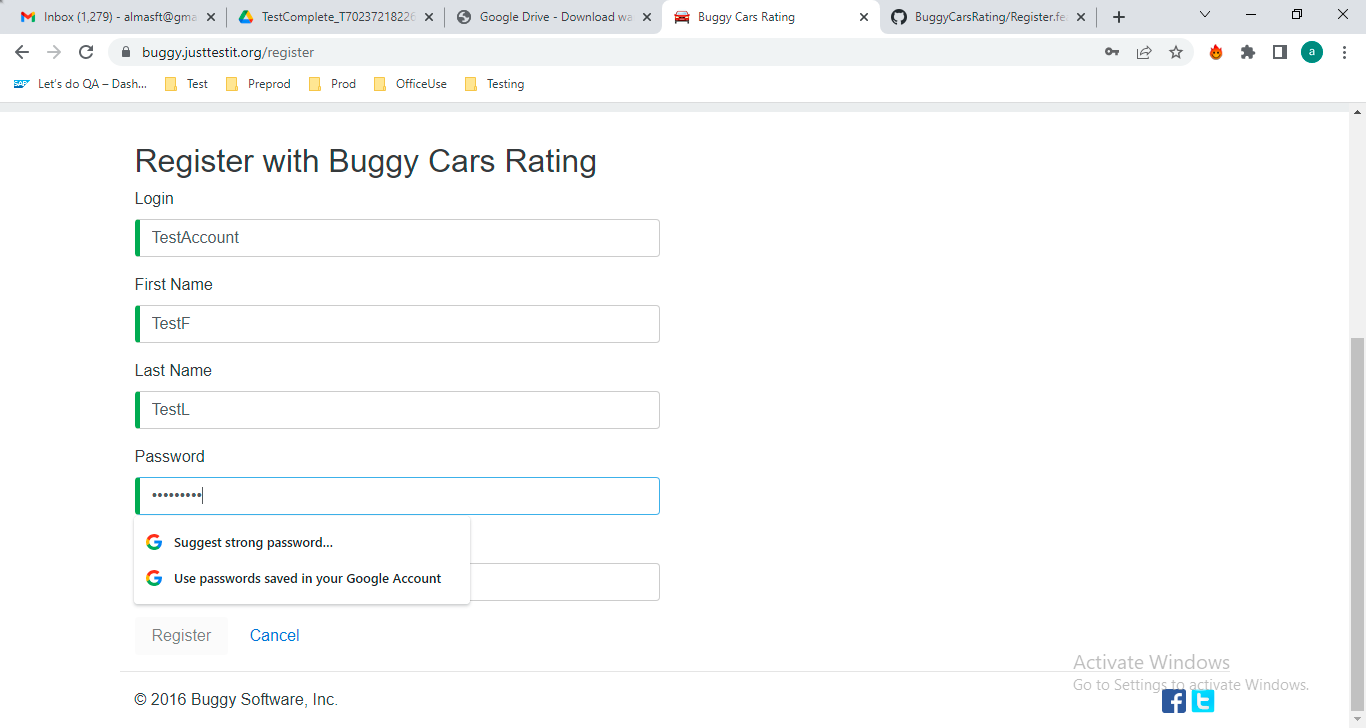 Inbox (1,279) - almasft@gma
TestComplete_T70237218226
Google Drive - Download wa
Buggy Cars Rating
BuggyCarsRating/Register.fe
buggy.justtestit.org/register
a
Let's do QA – Dash...
Test
Preprod
Prod
OfficeUse
Testing
Register with Buggy Cars Rating
Login
TestAccount
First Name
TestF
Last Name
TestL
Password
•••••••••
Suggest strong password...
Use passwords saved in your Google Account
Register
Cancel
Activate Windows
Go to Settings to activate Windows.
© 2016 Buggy Software, Inc.